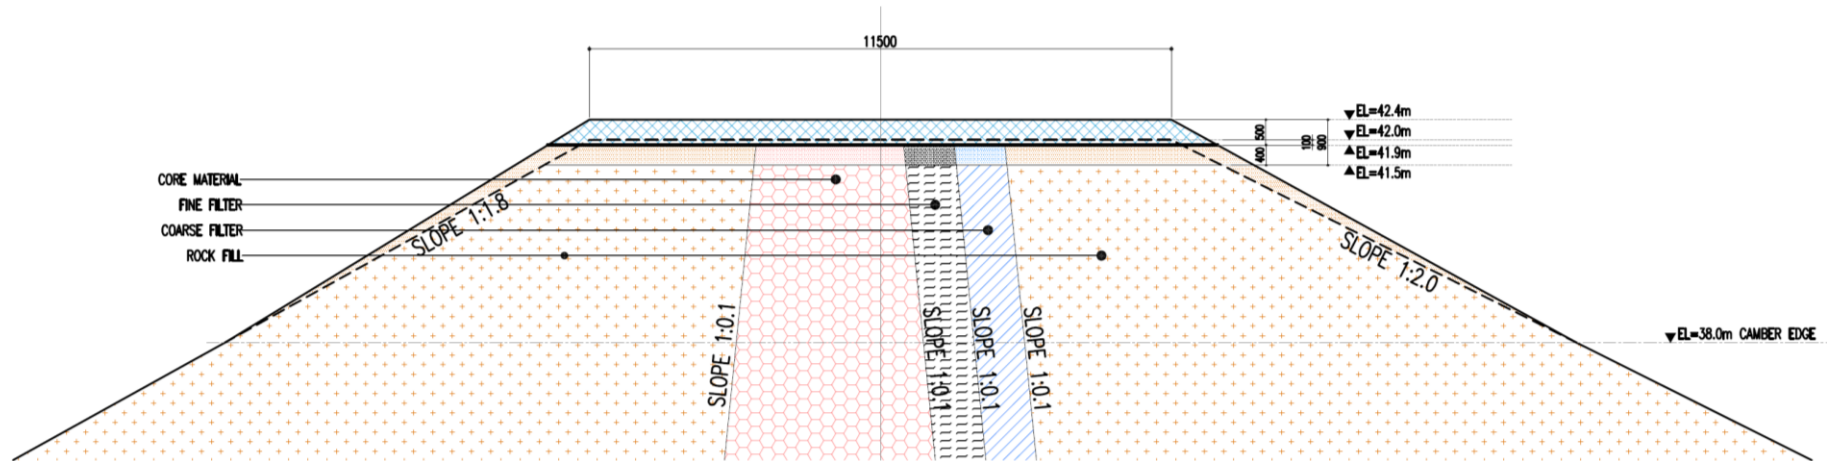 11500
EL=42.4m
EL=42.0m
EL=41.9m
EL=41.5m
500
400
100
900
CORE MATERIAL
FINE FILTER
COARSE FILTER
ROCK FILL
SLOPE 1:1.8
SLOPE 1:2.0
SLOPE 1:0.1
SLOPE 1:0.1
SLOPE 1:0.1
SLOPE 1:0.1
EL=38.0m CAMBER EDGE